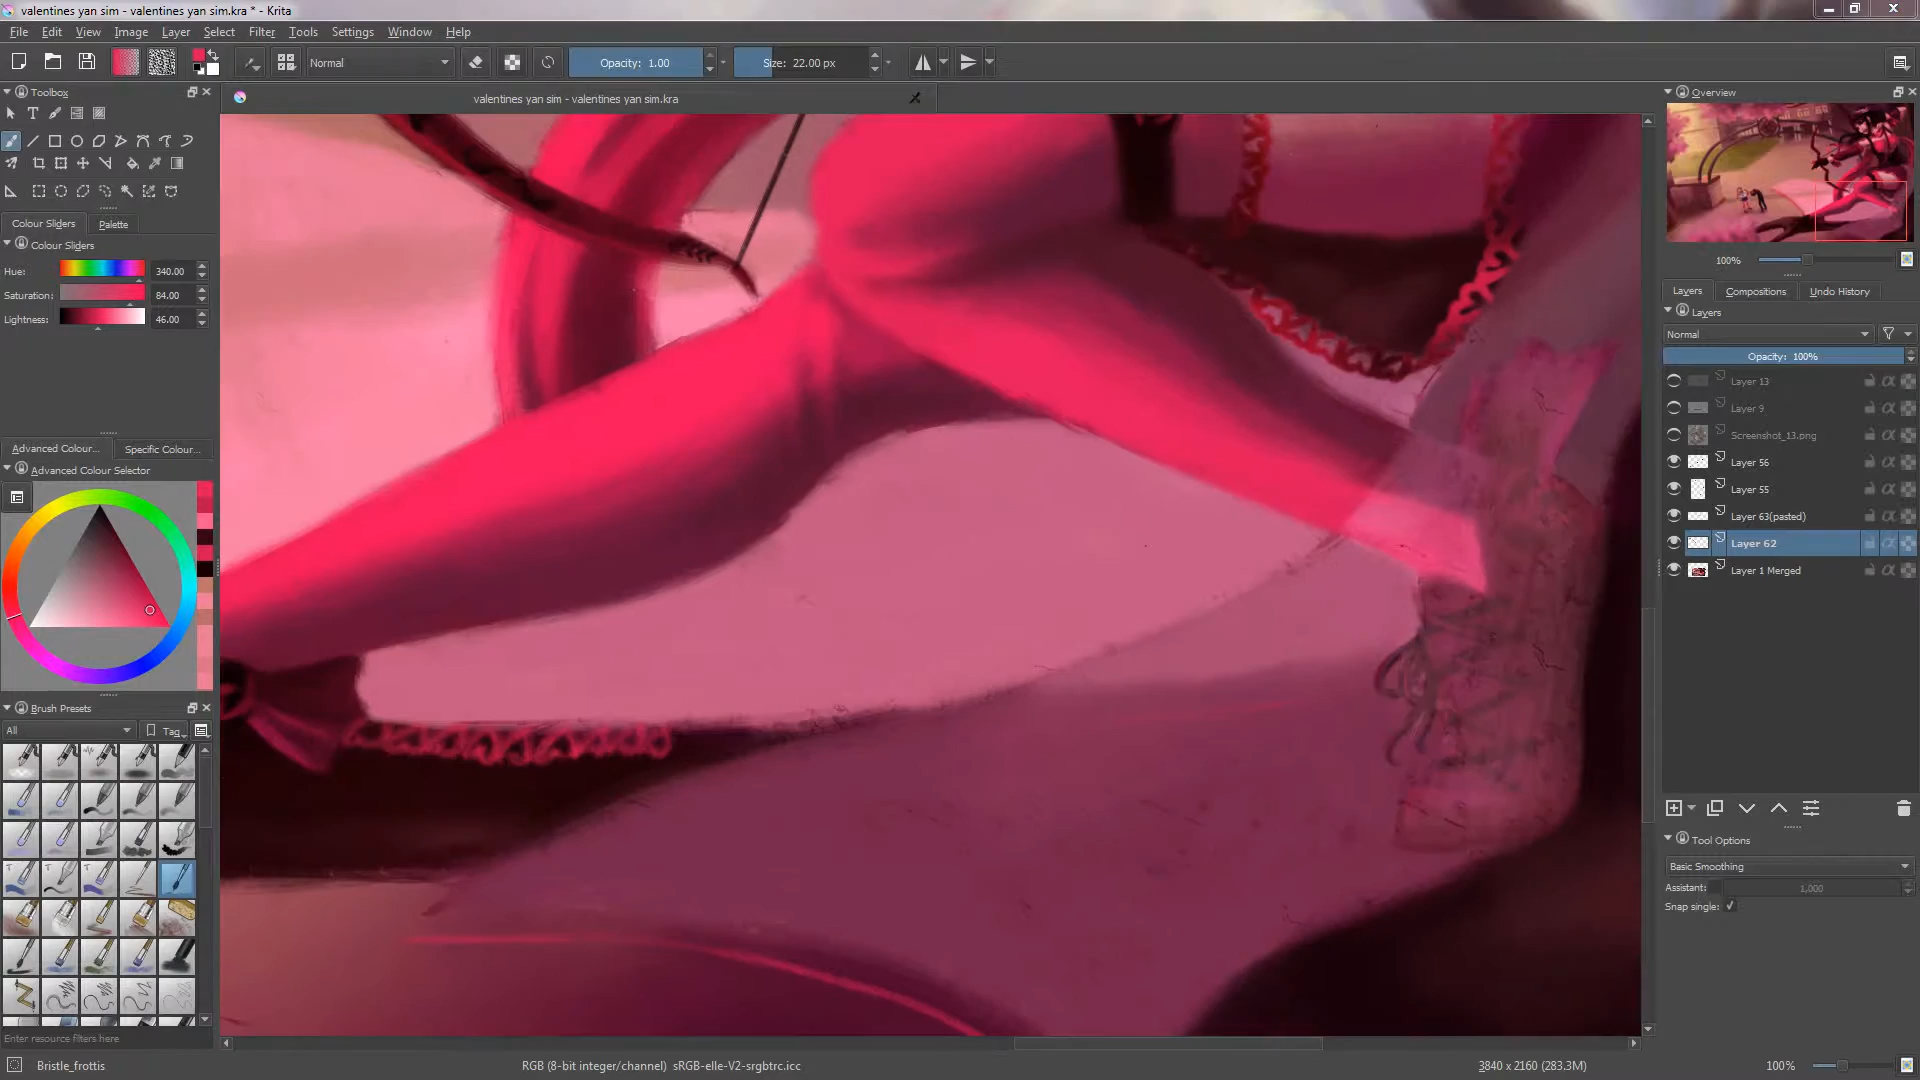 valentines yan sim - valentines yan sim.kra * - Krita
File Edit View Image Layer Select Filter Tools Settings Window Help
Normal Opacity: 1.00 Size: 22.00 px
Toolbox
valentines yan sim - valentines yan sim.kra
Overview
Colour Sliders Palette
Colour Sliders
Hue: 340.00
Saturation: 84.00
Lightness: 46.00
100%
Layers Compositions Undo History
Layers
Normal
Opacity: 100%
Layer 13
Layer 9
Screenshot_13.png
Layer 56
Layer 55
Layer 63(pasted)
Layer 62
Layer 1 Merged
Advanced Colour... Specific Colour...
Advanced Colour Selector
Brush Presets
All Tag
Tool Options
Basic Smoothing
Assistant: 1,000
Snap single:
Enter resource filters here
Bristle_frottis
RGB (8-bit integer/channel) sRGB-elle-V2-srgbtrc.icc
3840 x 2160 (283.3M)
100%